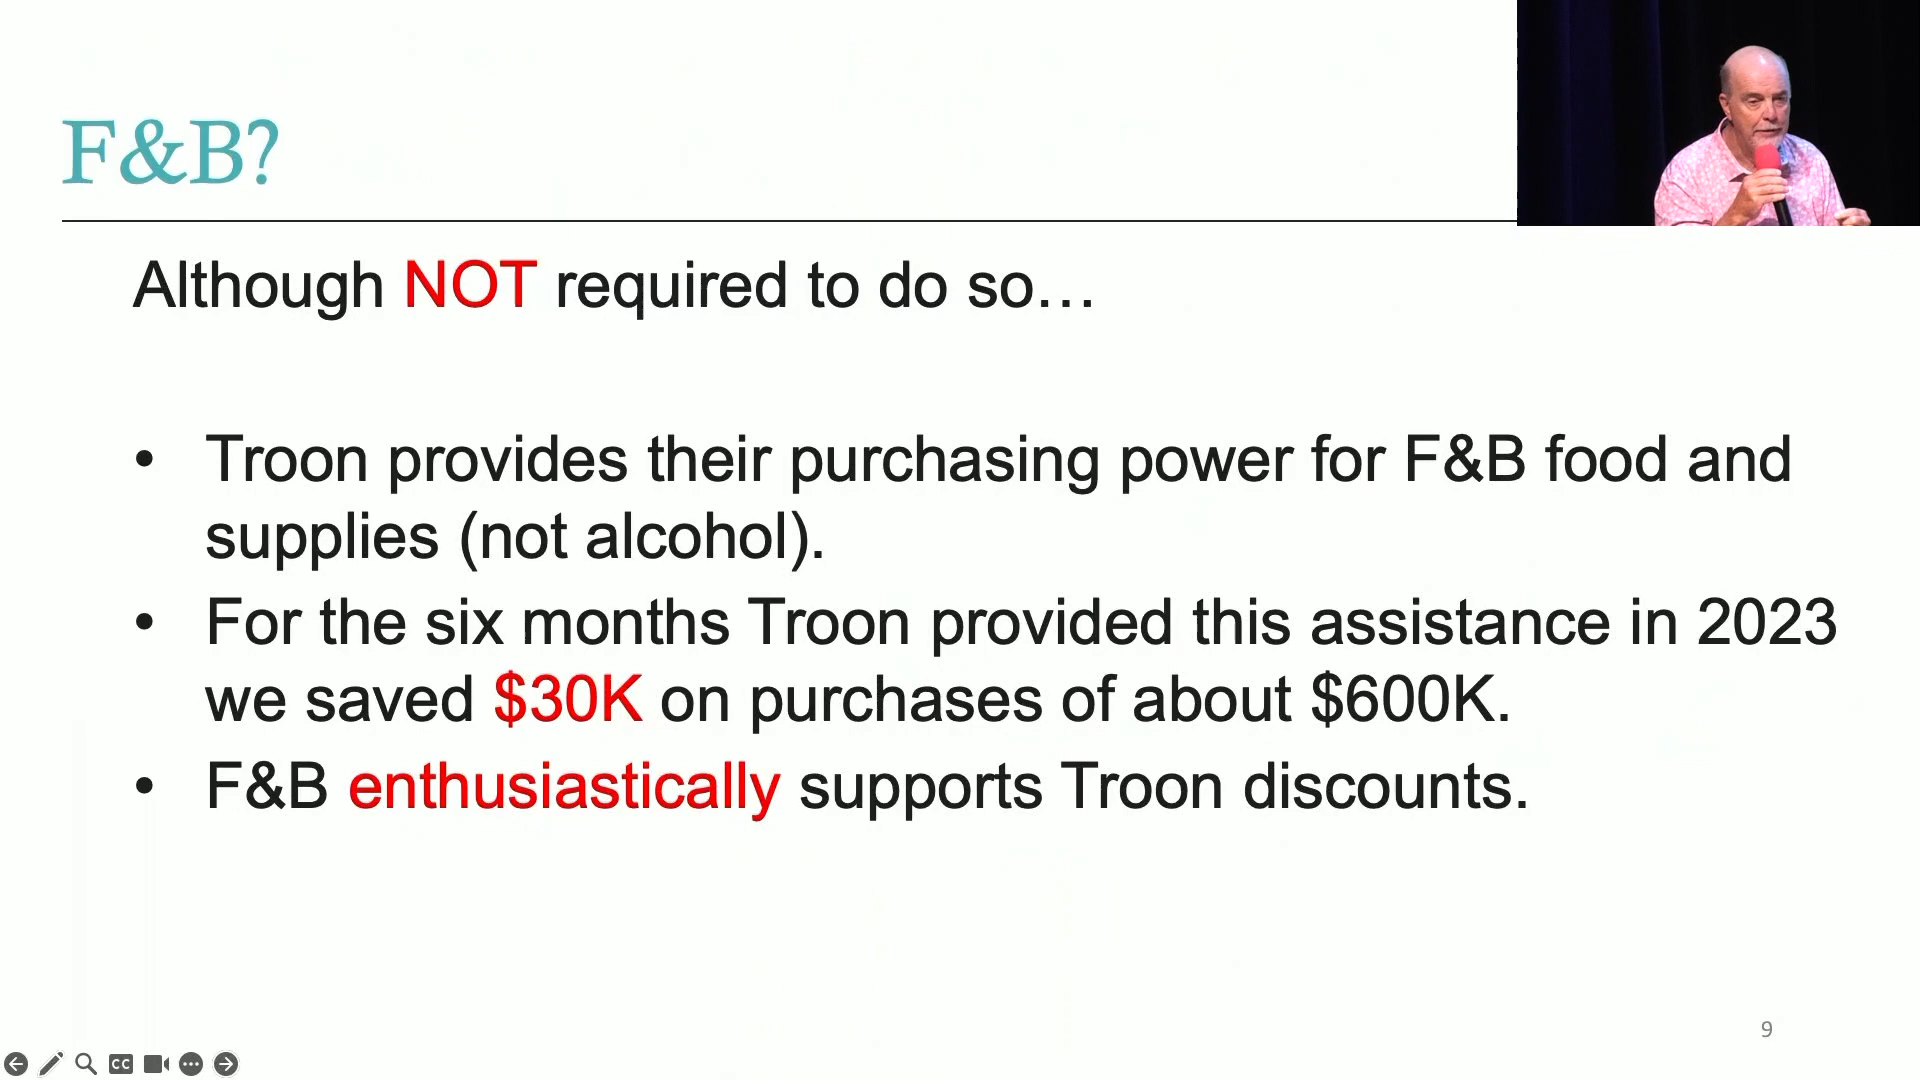 F&B?
Although NOT required to do so…
• Troon provides their purchasing power for F&B food and
supplies (not alcohol).
• For the six months Troon provided this assistance in 2023
we saved $30K on purchases of about $600K.
• F&B enthusiastically supports Troon discounts.
9
CC